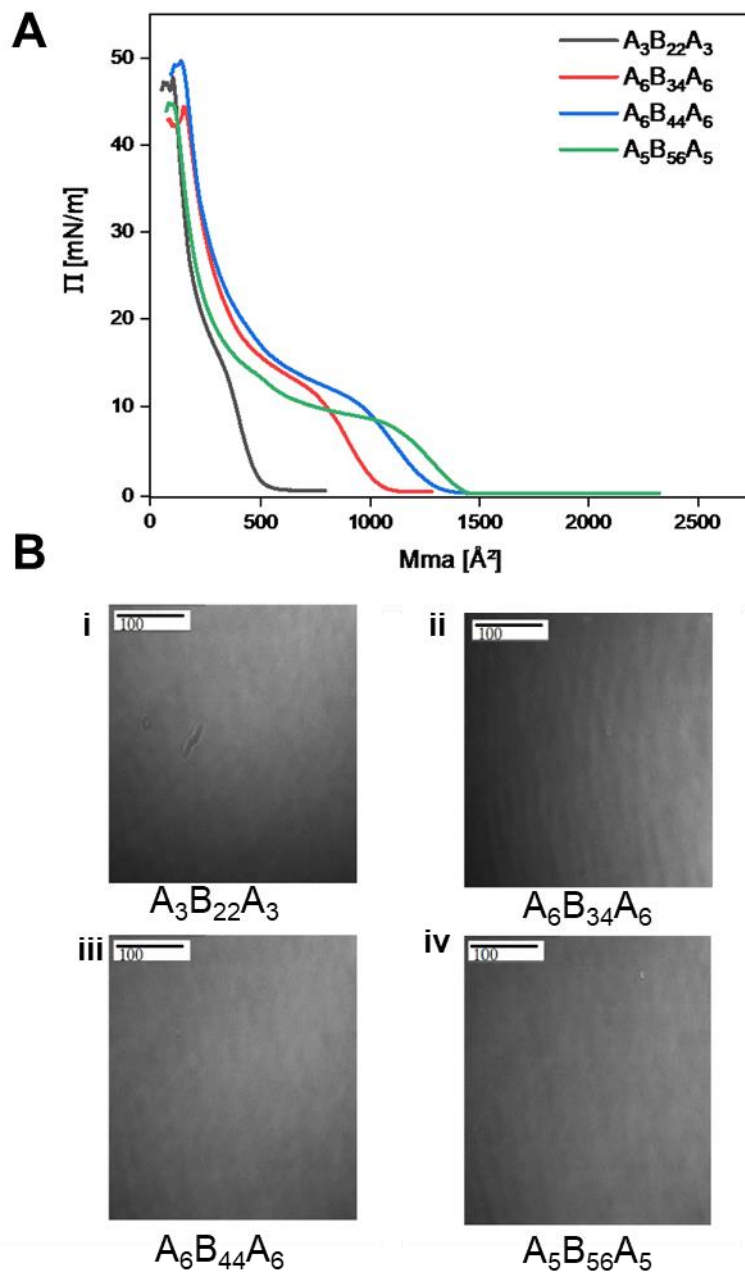 A
Π [mN/m]
50
40
30
20
10
0
A₃B₂₂A₃
A₆B₃₄A₆
A₆B₄₄A₆
A₅B₅₆A₅
0 500 1000 1500 2000 2500
Mma [Å²]
B
i
100
A₃B₂₂A₃
ii
100
A₆B₃₄A₆
iii
100
A₆B₄₄A₆
iv
100
A₅B₅₆A₅